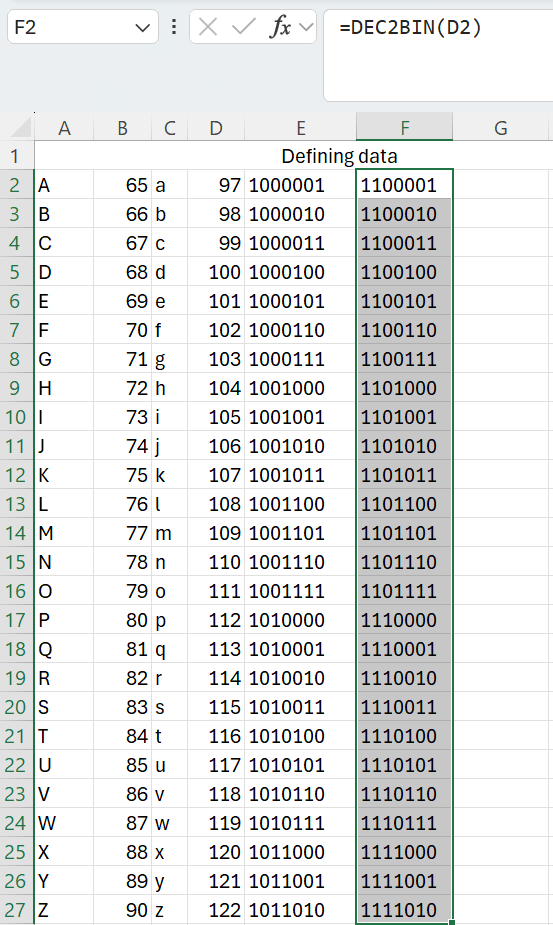 F2 fx =DEC2BIN(D2)
A B C D E F G
1 Defining data
2 A 65 a 97 1000001 1100001
3 B 66 b 98 1000010 1100010
4 C 67 c 99 1000011 1100011
5 D 68 d 100 1000100 1100100
6 E 69 e 101 1000101 1100101
7 F 70 f 102 1000110 1100110
8 G 71 g 103 1000111 1100111
9 H 72 h 104 1001000 1101000
10 I 73 i 105 1001001 1101001
11 J 74 j 106 1001010 1101010
12 K 75 k 107 1001011 1101011
13 L 76 l 108 1001100 1101100
14 M 77 m 109 1001101 1101101
15 N 78 n 110 1001110 1101110
16 O 79 o 111 1001111 1101111
17 P 80 p 112 1010000 1110000
18 Q 81 q 113 1010001 1110001
19 R 82 r 114 1010010 1110010
20 S 83 s 115 1010011 1110011
21 T 84 t 116 1010100 1110100
22 U 85 u 117 1010101 1110101
23 V 86 v 118 1010110 1110110
24 W 87 w 119 1010111 1110111
25 X 88 x 120 1011000 1111000
26 Y 89 y 121 1011001 1111001
27 Z 90 z 122 1011010 1111010